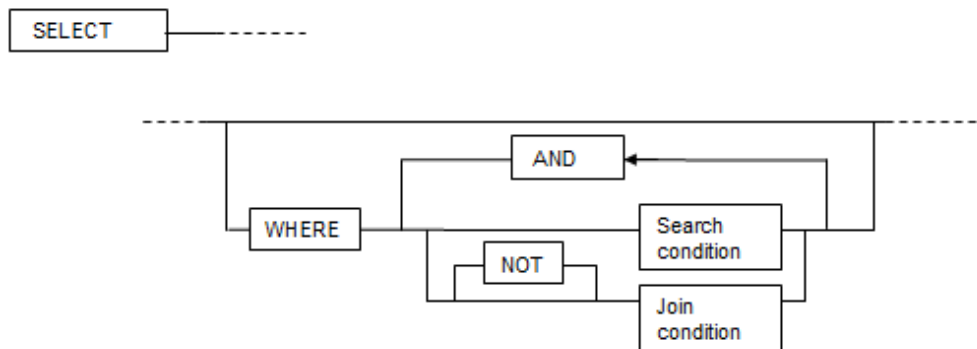 SELECT
AND
WHERE
Search
condition
NOT
Join
condition